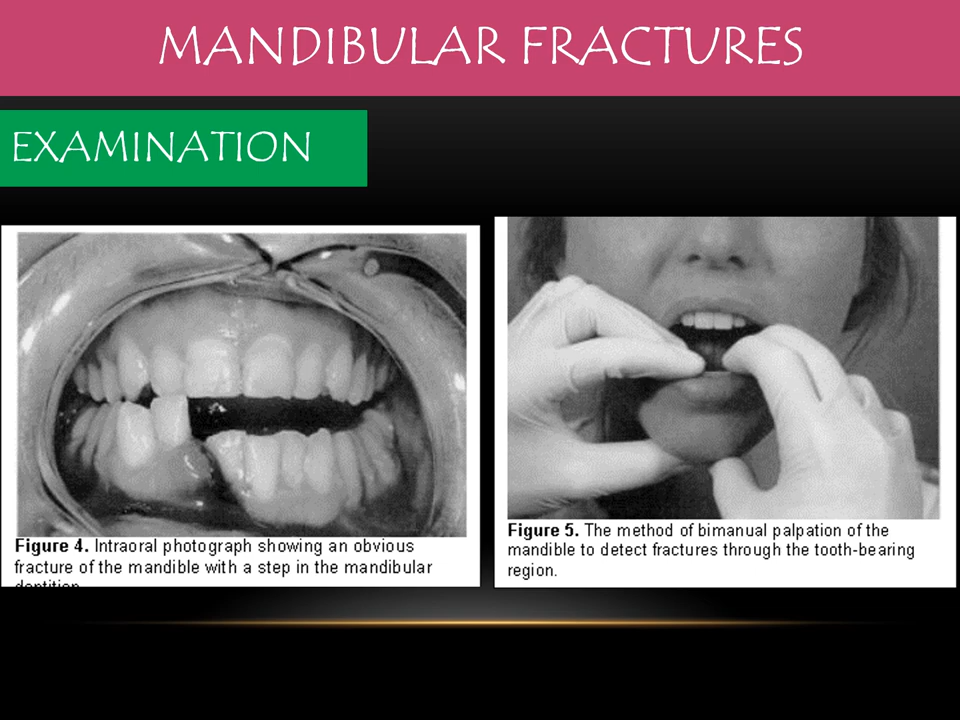 MANDIBULAR FRACTURES
EXAMINATION
Figure 4. Intraoral photograph showing an obvious
fracture of the mandible with a step in the mandibular
dentition
Figure 5. The method of bimanual palpation of the
mandible to detect fractures through the tooth-bearing
region.